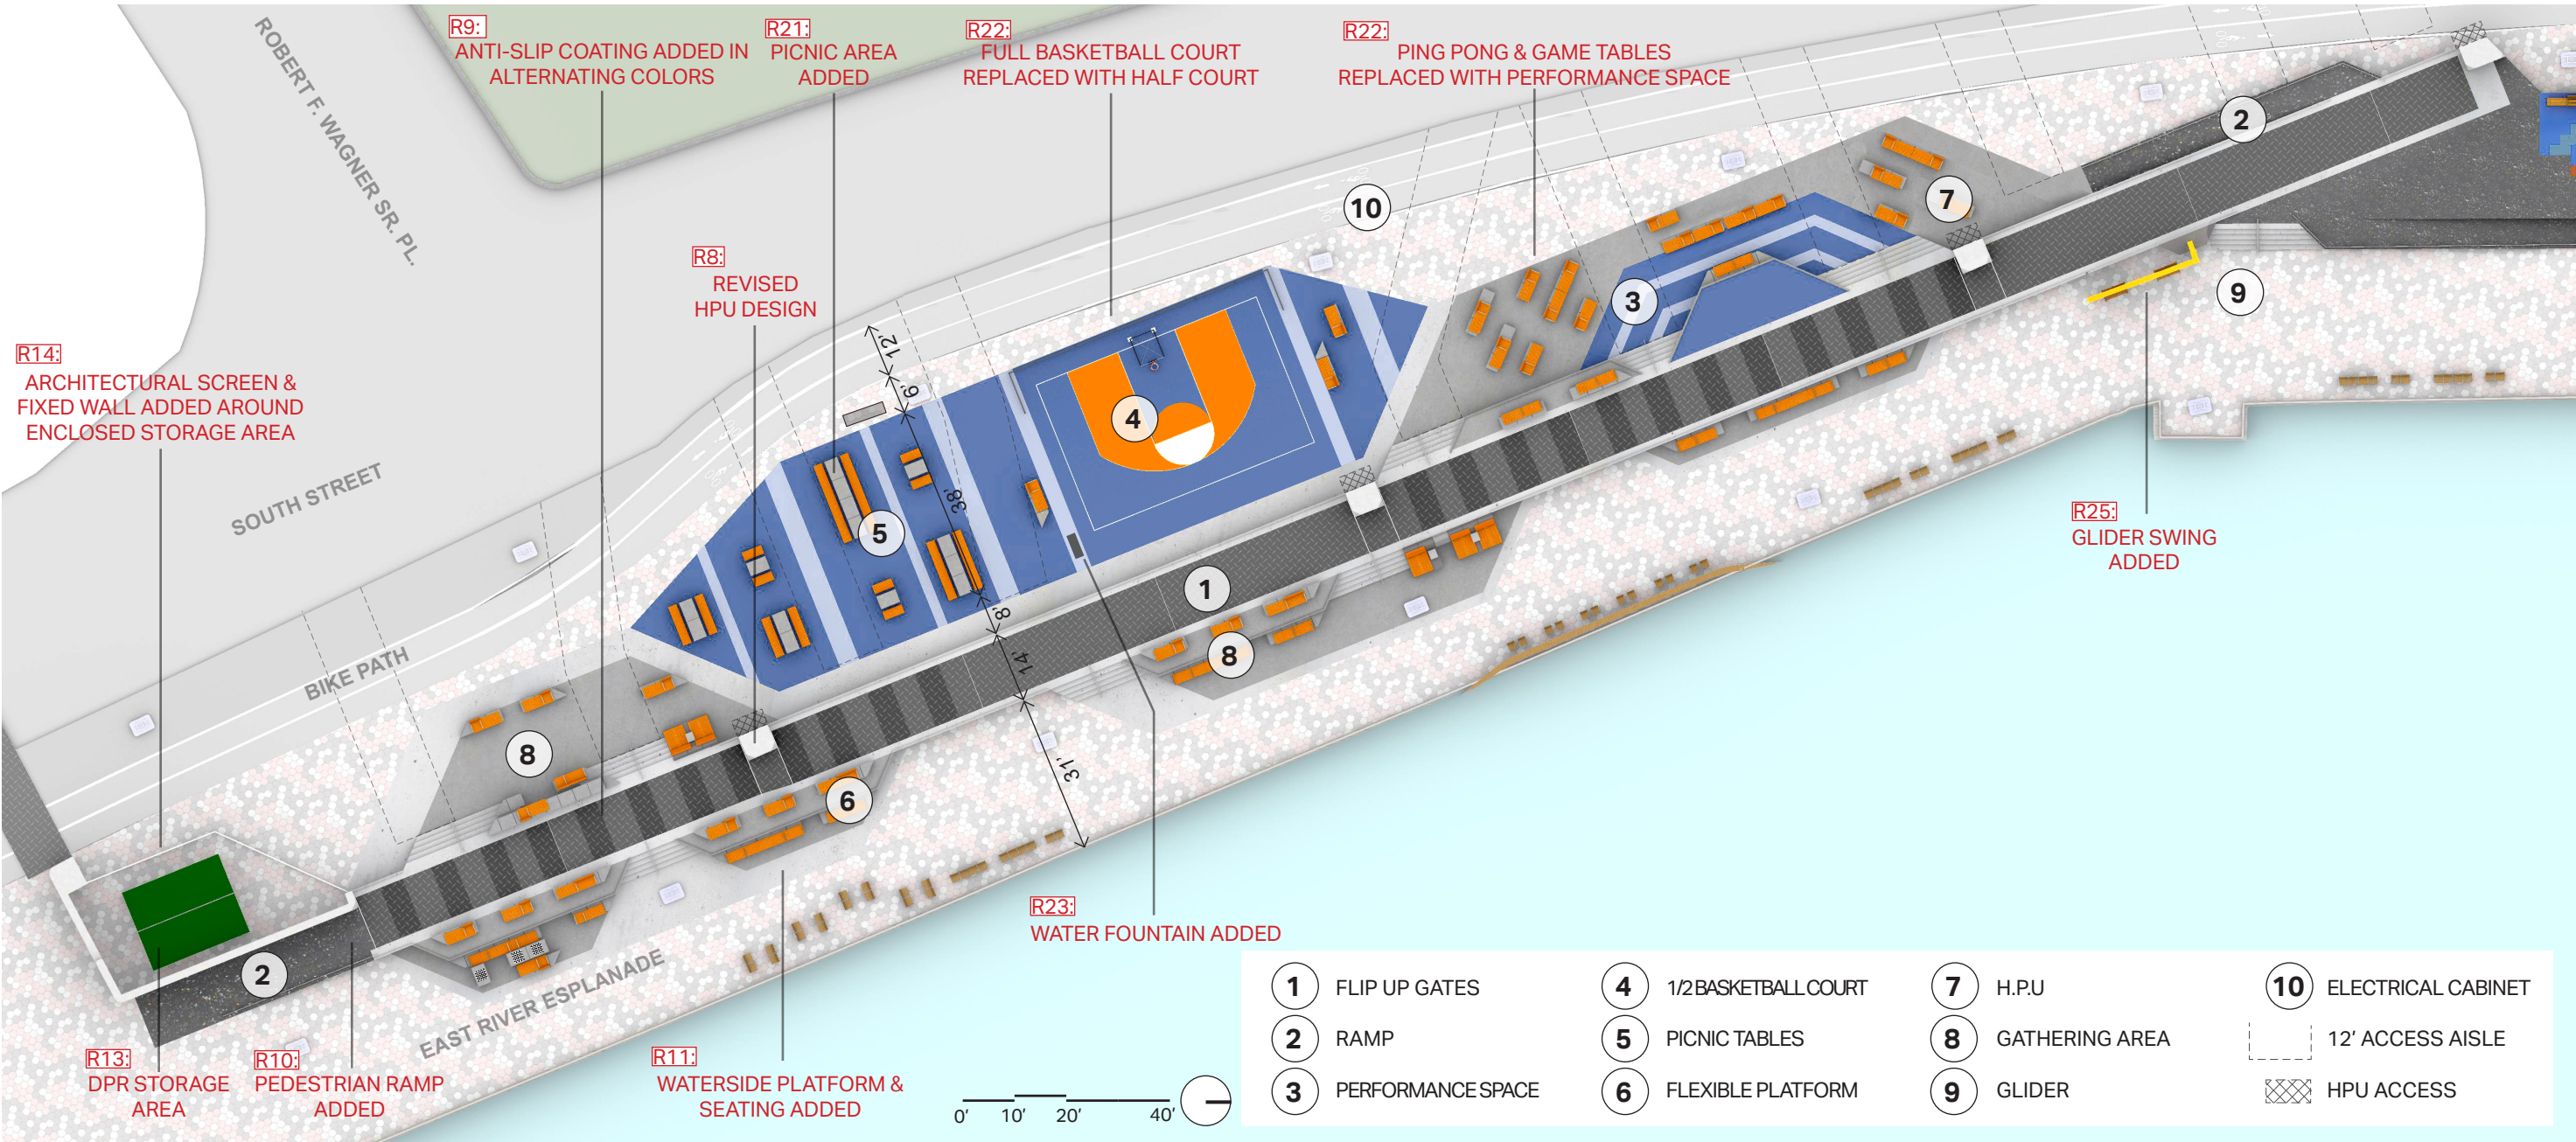 ROBERT F. WAGNER SR. PL.
R9:
ANTI-SLIP COATING ADDED IN
ALTERNATING COLORS
R21:
PICNIC AREA
ADDED
R22:
FULL BASKETBALL COURT
REPLACED WITH HALF COURT
R22:
PING PONG & GAME TABLES
REPLACED WITH PERFORMANCE SPACE
2
10
7
R8:
REVISED
HPU DESIGN
3
9
12'
6'
4
R14:
ARCHITECTURAL SCREEN &
FIXED WALL ADDED AROUND
ENCLOSED STORAGE AREA
SOUTH STREET
38'
5
R25:
GLIDER SWING
ADDED
1
8'
14'
8
BIKE PATH
8
31'
6
2
EAST RIVER ESPLANADE
R23:
WATER FOUNTAIN ADDED
R13:
DPR STORAGE
AREA
R10:
PEDESTRIAN RAMP
ADDED
R11:
WATERSIDE PLATFORM &
SEATING ADDED
0' 10' 20' 40'
1 FLIP UP GATES
2 RAMP
3 PERFORMANCE SPACE
4 1/2 BASKETBALL COURT
5 PICNIC TABLES
6 FLEXIBLE PLATFORM
7 H.P.U
8 GATHERING AREA
9 GLIDER
10 ELECTRICAL CABINET
12' ACCESS AISLE
HPU ACCESS